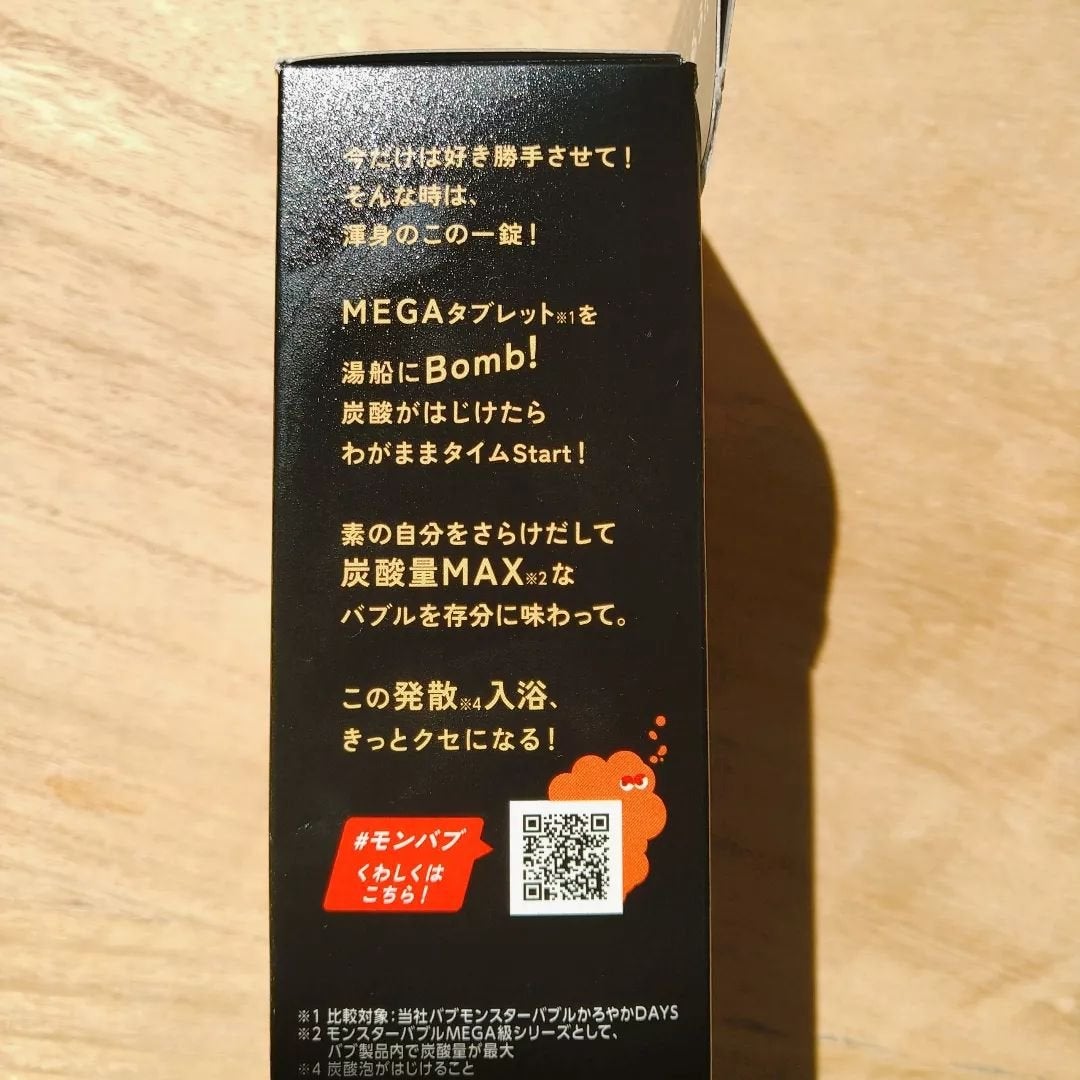 今だけは好き勝手させて！
そんな時は、
渾身のこの一錠！
MEGAタブレット※1を
湯船にBomb!
炭酸がはじけたら
わがままタイムStart！
素の自分をさらけだして
炭酸量MAX※2な
バブルを存分に味わって。
この発散※4入浴、
きっとクセになる！
#モンバブ
くわしくは
こちら！
※1 比較対象：当社バブモンスターバブルかろやかDAYS
※2 モンスターバブルMEGA級シリーズとして、
バブ製品内で炭酸量が最大
※4 炭酸泡がはじけること